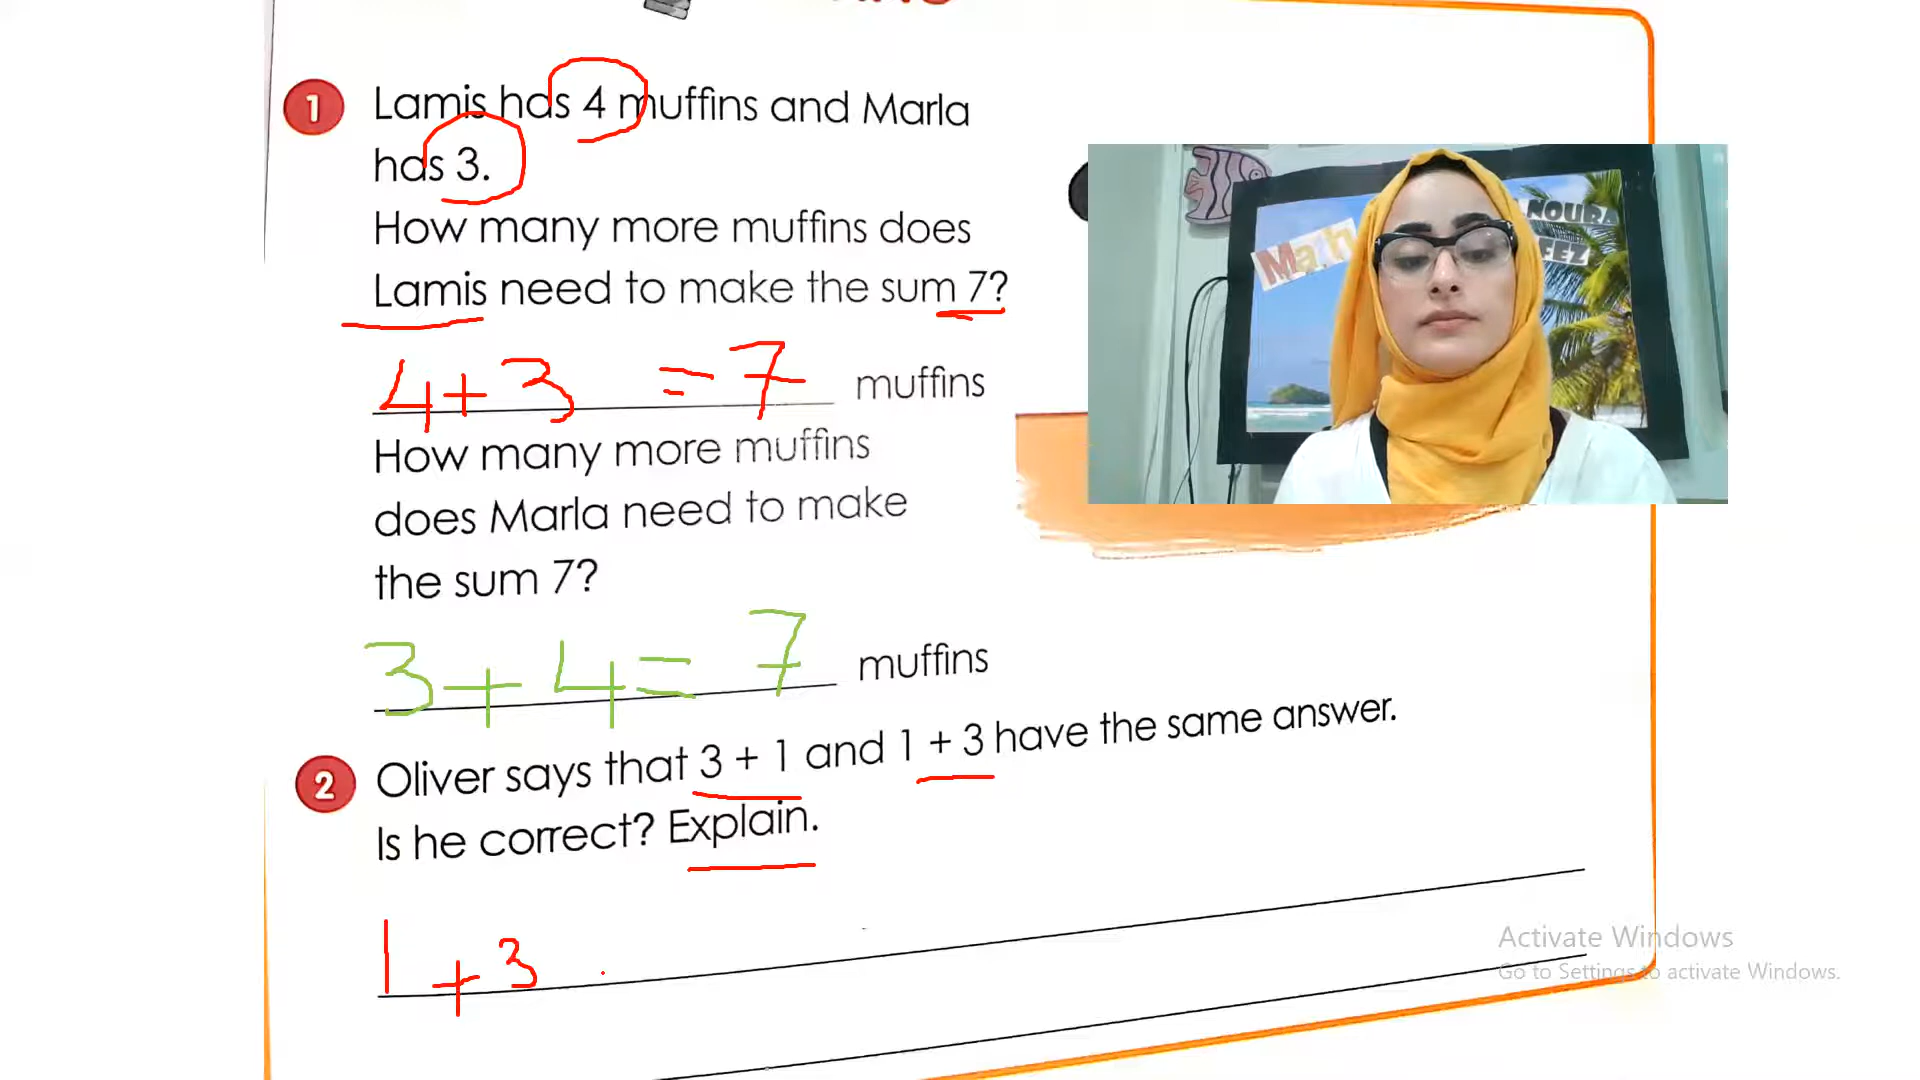 1 Lamis has 4 muffins and Marla
has 3.
How many more muffins does
Lamis need to make the sum 7?
4 + 3 = 7 muffins
How many more muffins
does Marla need to make
the sum 7?
3 + 4 = 7 muffins
2 Oliver says that 3 + 1 and 1 + 3 have the same answer.
Is he correct? Explain.
1 + 3
Math
NOURA
FEZ
Activate Windows
Go to Settings to activate Windows.